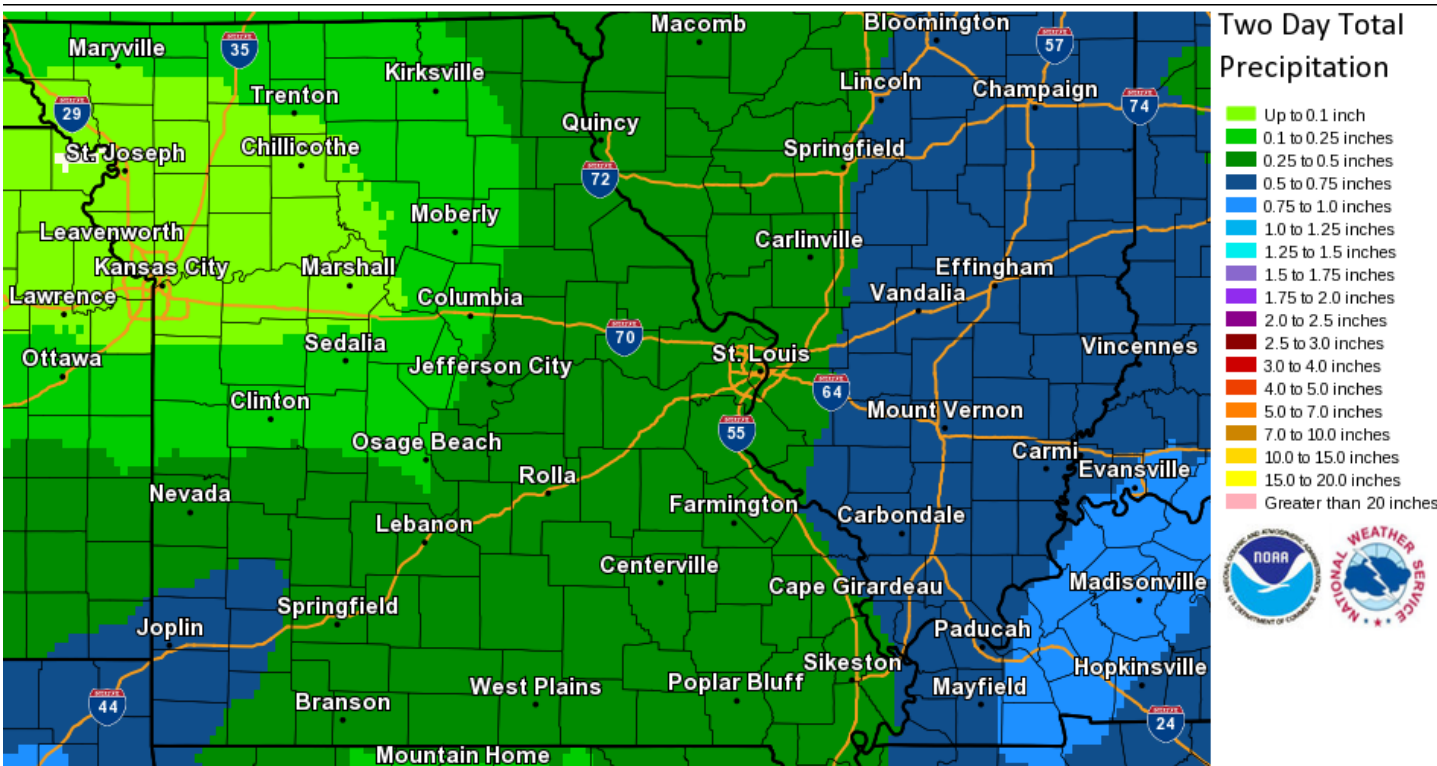 Two Day Total
Precipitation
Up to 0.1 inch
0.1 to 0.25 inches
0.25 to 0.5 inches
0.5 to 0.75 inches
0.75 to 1.0 inches
1.0 to 1.25 inches
1.25 to 1.5 inches
1.5 to 1.75 inches
1.75 to 2.0 inches
2.0 to 2.5 inches
2.5 to 3.0 inches
3.0 to 4.0 inches
4.0 to 5.0 inches
5.0 to 7.0 inches
7.0 to 10.0 inches
10.0 to 15.0 inches
15.0 to 20.0 inches
Greater than 20 inches
Macomb
Bloomington
Maryville
35
57
Kirksville
Lincoln
Champaign
Trenton
29
74
Quincy
St. Joseph
Chillicothe
Springfield
72
Moberly
Leavenworth
Carlinville
Kansas City
Marshall
Effingham
Lawrence
Columbia
Vandalia
70
Ottawa
Sedalia
St. Louis
Vincennes
Jefferson City
64
Clinton
Mount Vernon
55
Osage Beach
Carmi
Evansville
Rolla
Nevada
Farmington
Lebanon
Carbondale
Centerville
Cape Girardeau
Madisonville
Springfield
Joplin
Paducah
Sikeston
Hopkinsville
West Plains
Poplar Bluff
Mayfield
44
Branson
24
Mountain Home
NATIONAL OCEANIC AND ATMOSPHERIC ADMINISTRATION
NOAA
U.S. DEPARTMENT OF COMMERCE
NATIONAL WEATHER SERVICE